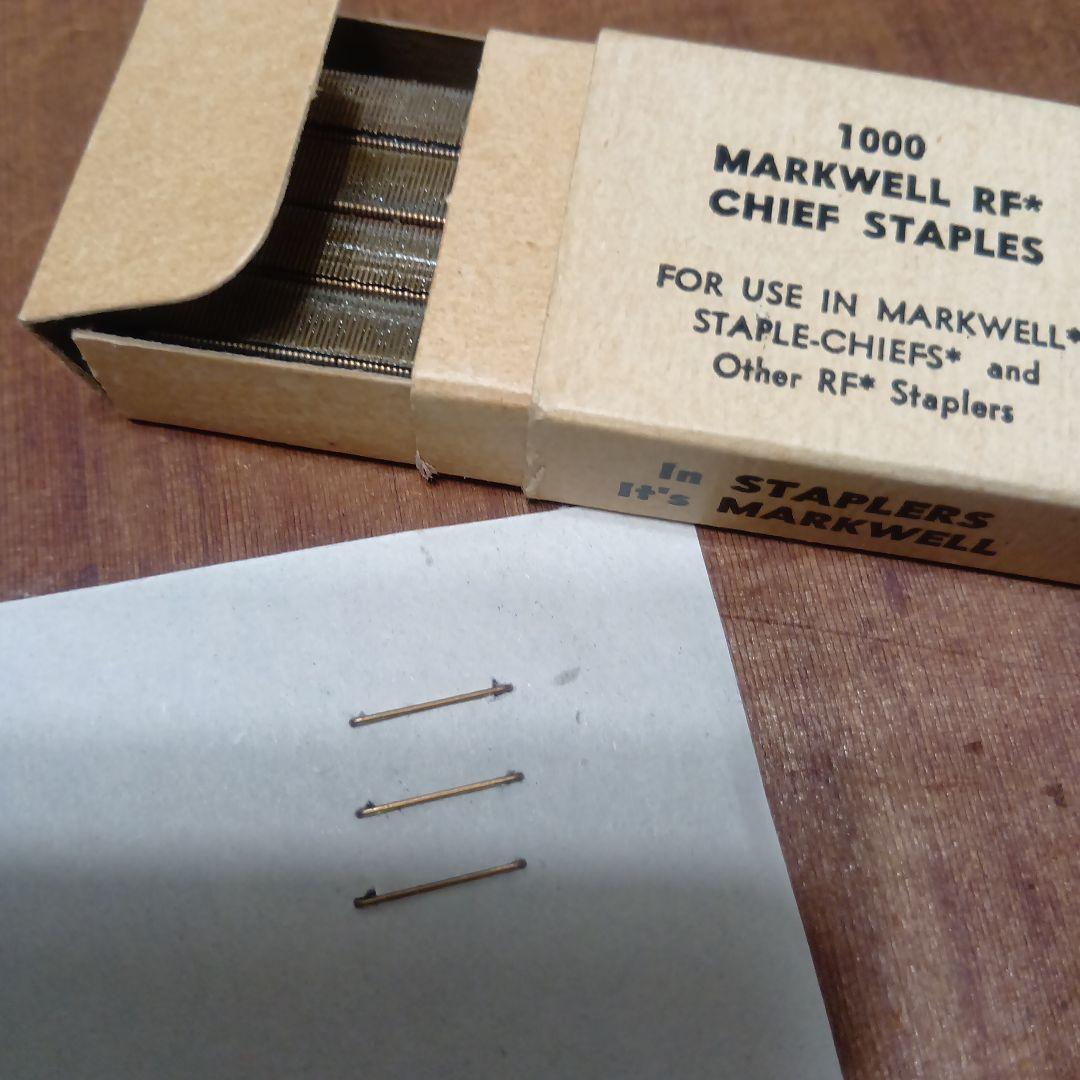 1000
MARKWELL RF*
CHIEF STAPLES
FOR USE IN MARKWELL*
STAPLE-CHIEFS* and
Other RF* Staplers
In STAPLERS
It's MARKWELL